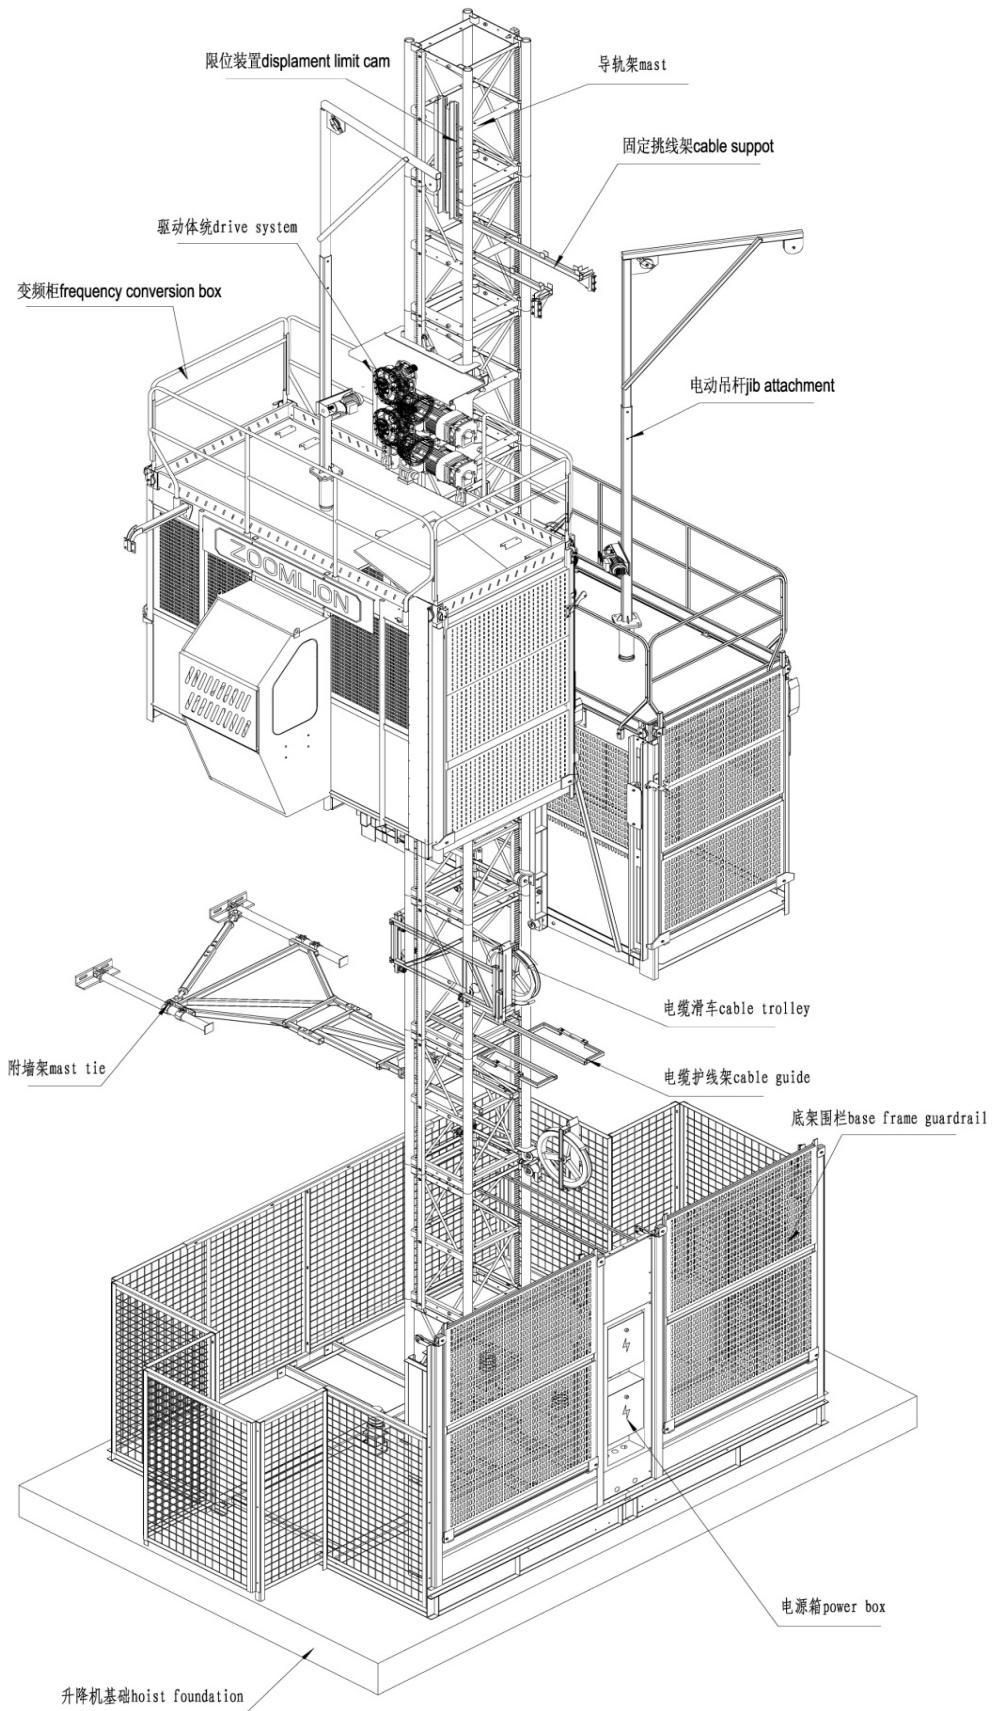 限位装置displament limit cam
导轨架mast
固定挑线架cable suppot
驱动体统drive system
变频柜frequency conversion box
电动吊杆jib attachment
ZOOMLION
电缆滑车cable trolley
附墙架mast tie
电缆护线架cable guide
底架围栏base frame guardrail
电源箱power box
升降机基础hoist foundation